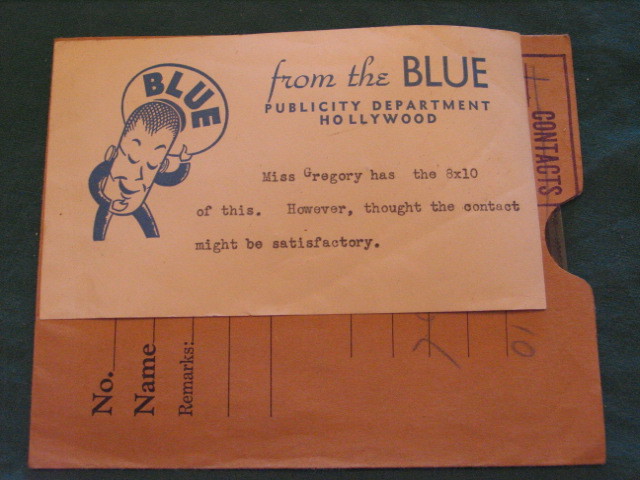 BLUE
from the BLUE
PUBLICITY DEPARTMENT
HOLLYWOOD
Miss Gregory has the 8x10
of this. However, thought the contact
might be satisfactory.
CONTACTS
No.
Name
Remarks: